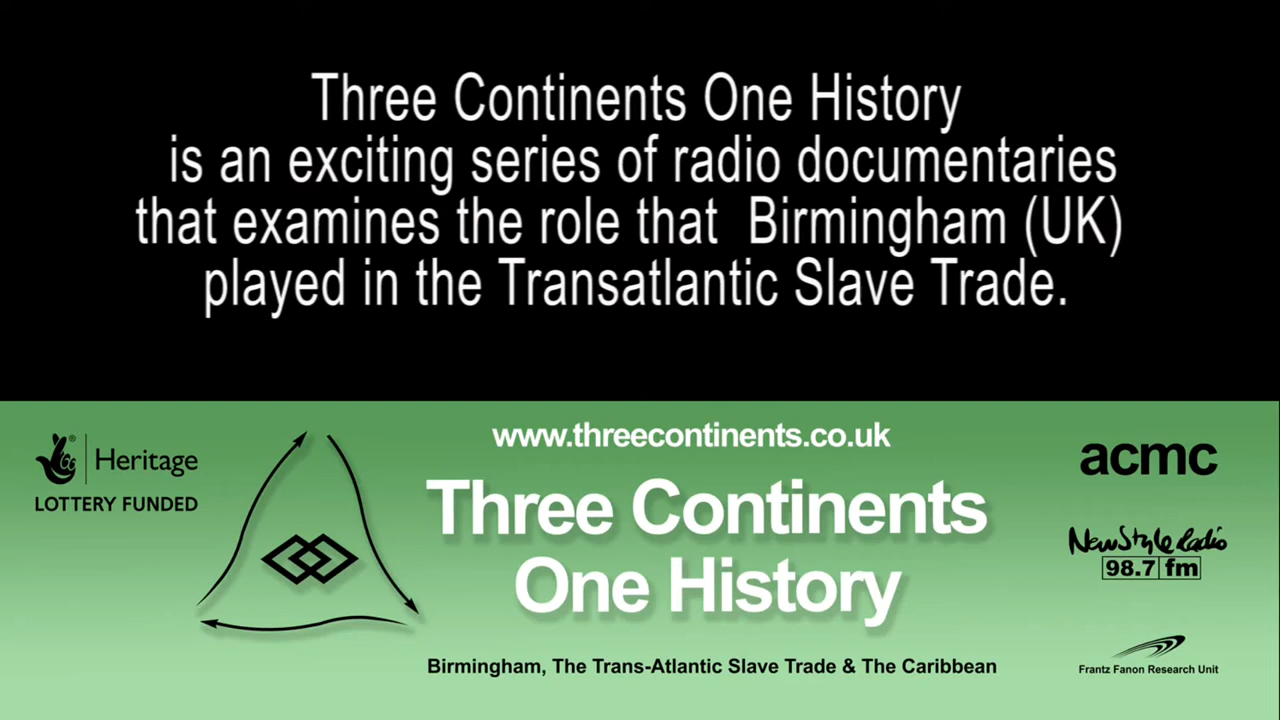 Three Continents One History
is an exciting series of radio documentaries
that examines the role that Birmingham (UK)
played in the Transatlantic Slave Trade.
www.threecontinents.co.uk
Heritage
LOTTERY FUNDED
Three Continents
One History
Birmingham, The Trans-Atlantic Slave Trade & The Caribbean
acmc
NewStyleRadio
98.7 fm
Frantz Fanon Research Unit